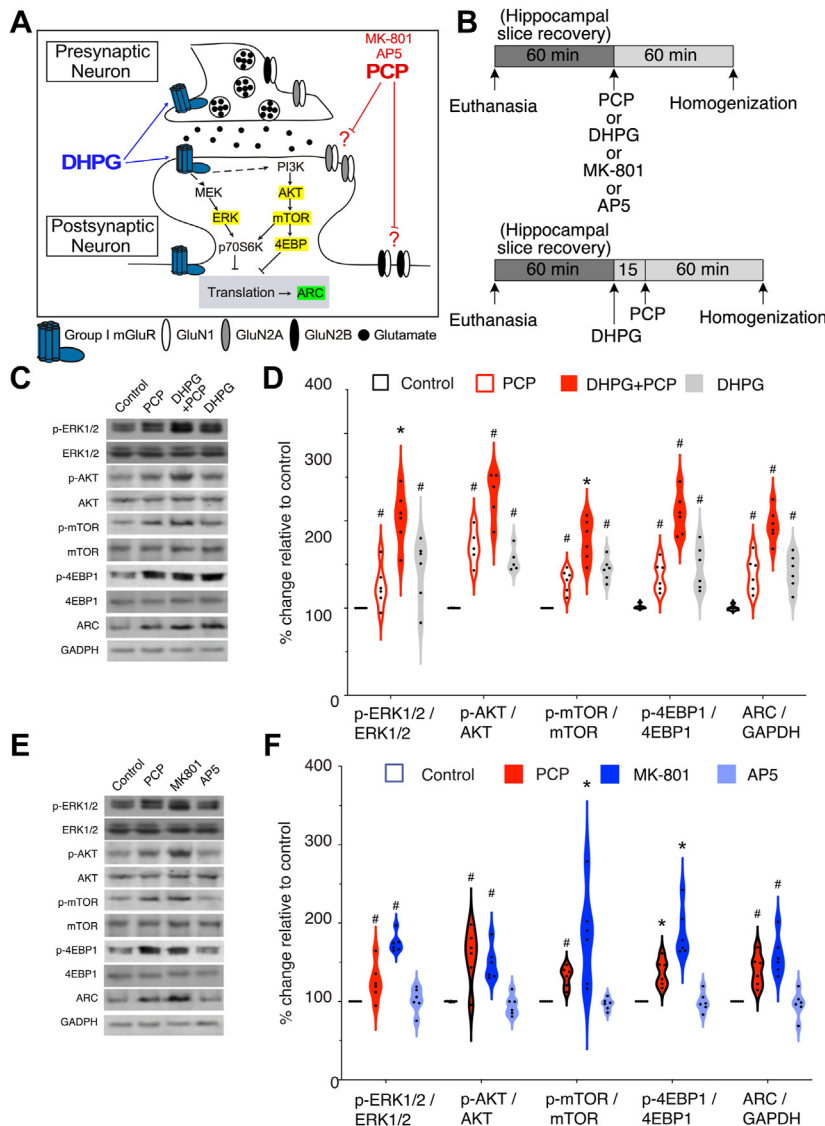 A
Presynaptic
Neuron
MK-801
AP5
PCP
?
DHPG
PI3K
MEK
AKT
ERK
mTOR
?
Postsynaptic
Neuron
p70S6K
4EBP
Translation
ARC
Group I mGluR
GluN1
GluN2A
GluN2B
Glutamate
B
(Hippocampal
slice recovery)
60 min
60 min
Euthanasia
PCP
or
DHPG
or
MK-801
or
AP5
Homogenization
(Hippocampal
slice recovery)
60 min
15
60 min
Euthanasia
PCP
DHPG
Homogenization
C
Control
PCP
DHPG
+PCP
DHPG
p-ERK1/2
ERK1/2
p-AKT
AKT
p-mTOR
mTOR
p-4EBP1
4EBP1
ARC
GADPH
D
400
300
200
100
0
% change relative to control
Control
PCP
DHPG+PCP
DHPG
# * #
# # #
# * #
# # #
# # #
p-ERK1/2 /
ERK1/2
p-AKT /
AKT
p-mTOR /
mTOR
p-4EBP1 /
4EBP1
ARC /
GAPDH
E
Control
PCP
MK801
AP5
p-ERK1/2
ERK1/2
p-AKT
AKT
p-mTOR
mTOR
p-4EBP1
4EBP1
ARC
GADPH
F
400
300
200
150
100
0
% change relative to control
Control
PCP
MK-801
AP5
# #
# #
# *
* *
# #
p-ERK1/2 /
ERK1/2
p-AKT /
AKT
p-mTOR /
mTOR
p-4EBP1 /
4EBP1
ARC /
GAPDH